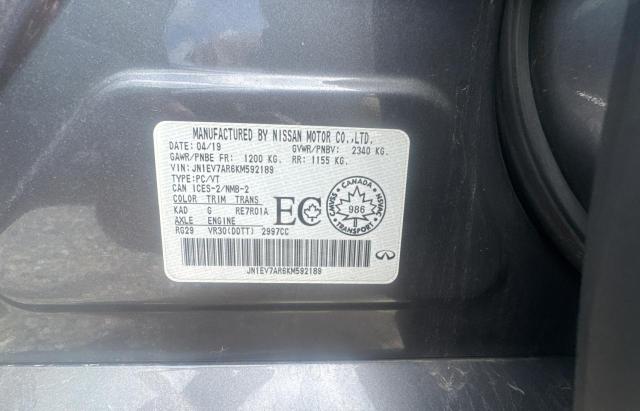 MANUFACTURED BY NISSAN MOTOR CO.,LTD.
DATE: 04/19 GVWR/PNBV: 2340 KG.
GAWR/PNBE FR: 1200 KG. RR: 1155 KG.
VIN: JN1EV7AR6KM592189
TYPE:PC/VT
CAN ICES-2/NMB-2
COLOR TRIM TRANS
KAD G RE7R01A
AXLE ENGINE
RG29 VR30(DDTT) 2997CC
EC
CANADA
CMVSS NSVAC
986
JN1EV7AR6KM592189